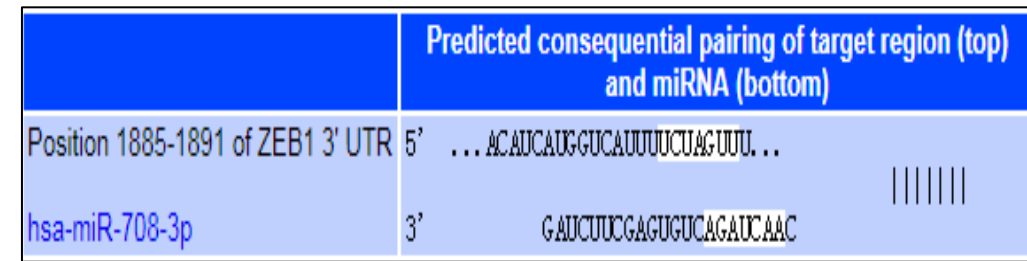 Predicted consequential pairing of target region (top)
and miRNA (bottom)
Position 1885-1891 of ZEB1 3' UTR 5' ...ACAUCAUGGUCAUUUUCUAGUUU...
|||||||
hsa-miR-708-3p 3' GAUCUUCGAGUGUCAGAUCAAC